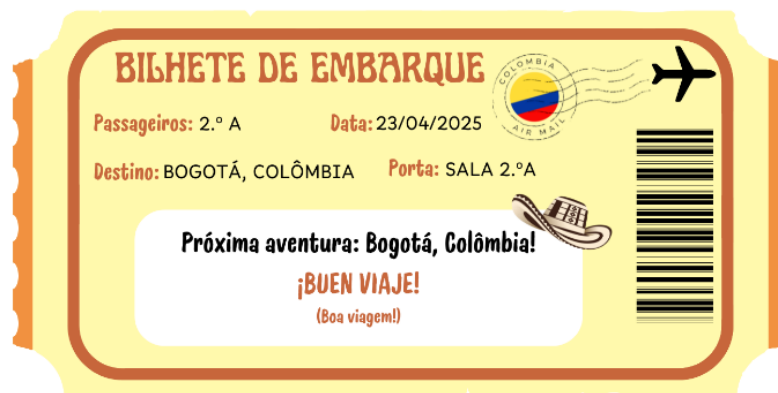 BILHETE DE EMBARQUE
COLOMBIA
AIR MAIL
Passageiros: 2.º A Data: 23/04/2025
Destino: BOGOTÁ, COLÔMBIA Porta: SALA 2.ºA
Próxima aventura: Bogotá, Colômbia!
¡BUEN VIAJE!
(Boa viagem!)